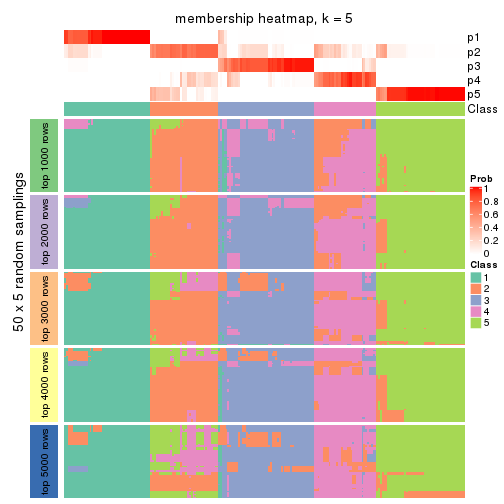 membership heatmap, k = 5
p1
p2
p3
p4
p5
Class
50 x 5 random samplings
top 1000 rows
top 2000 rows
top 3000 rows
top 4000 rows
top 5000 rows
Prob
1
0.8
0.6
0.4
0.2
0
Class
1
2
3
4
5